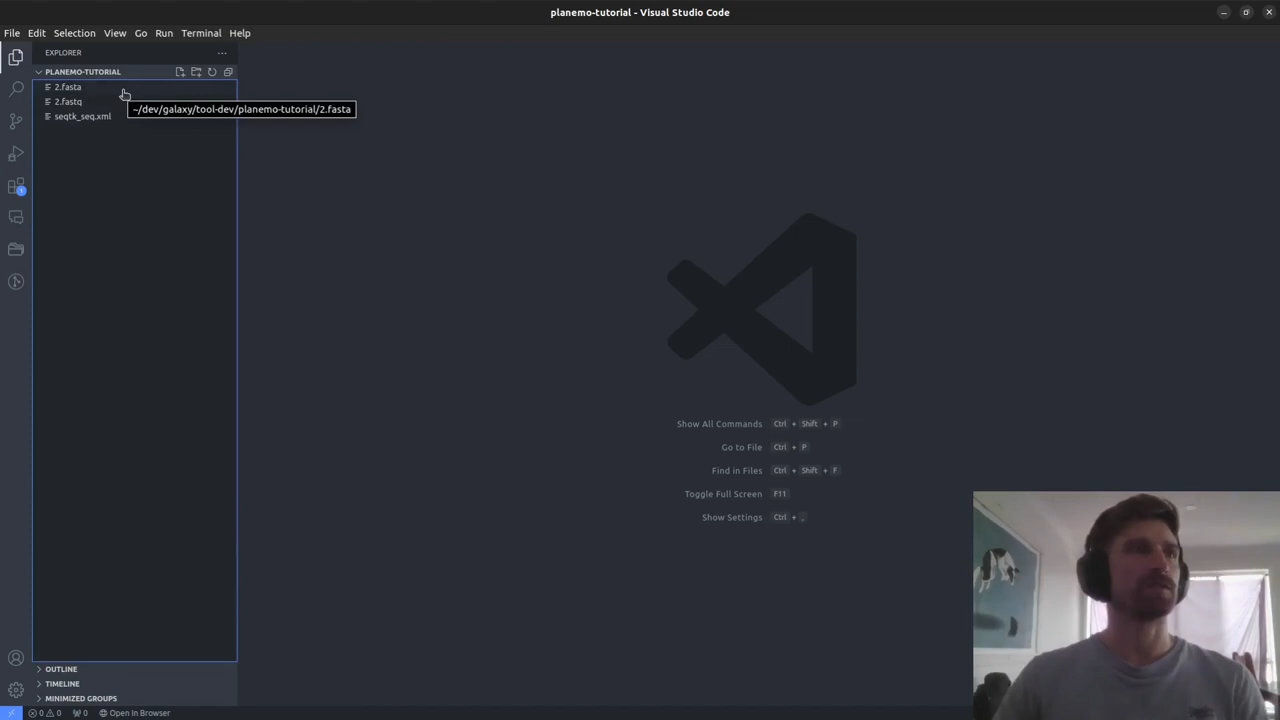 planemo-tutorial - Visual Studio Code
File Edit Selection View Go Run Terminal Help
EXPLORER
PLANEMO-TUTORIAL
2.fasta
2.fastq
~/dev/galaxy/tool-dev/planemo-tutorial/2.fasta
seqtk_seq.xml
1
Show All Commands Ctrl + Shift + P
Go to File Ctrl + P
Find in Files Ctrl + Shift + F
Toggle Full Screen F11
Show Settings Ctrl + ,
OUTLINE
TIMELINE
MINIMIZED GROUPS
0 0 0 Open In Browser